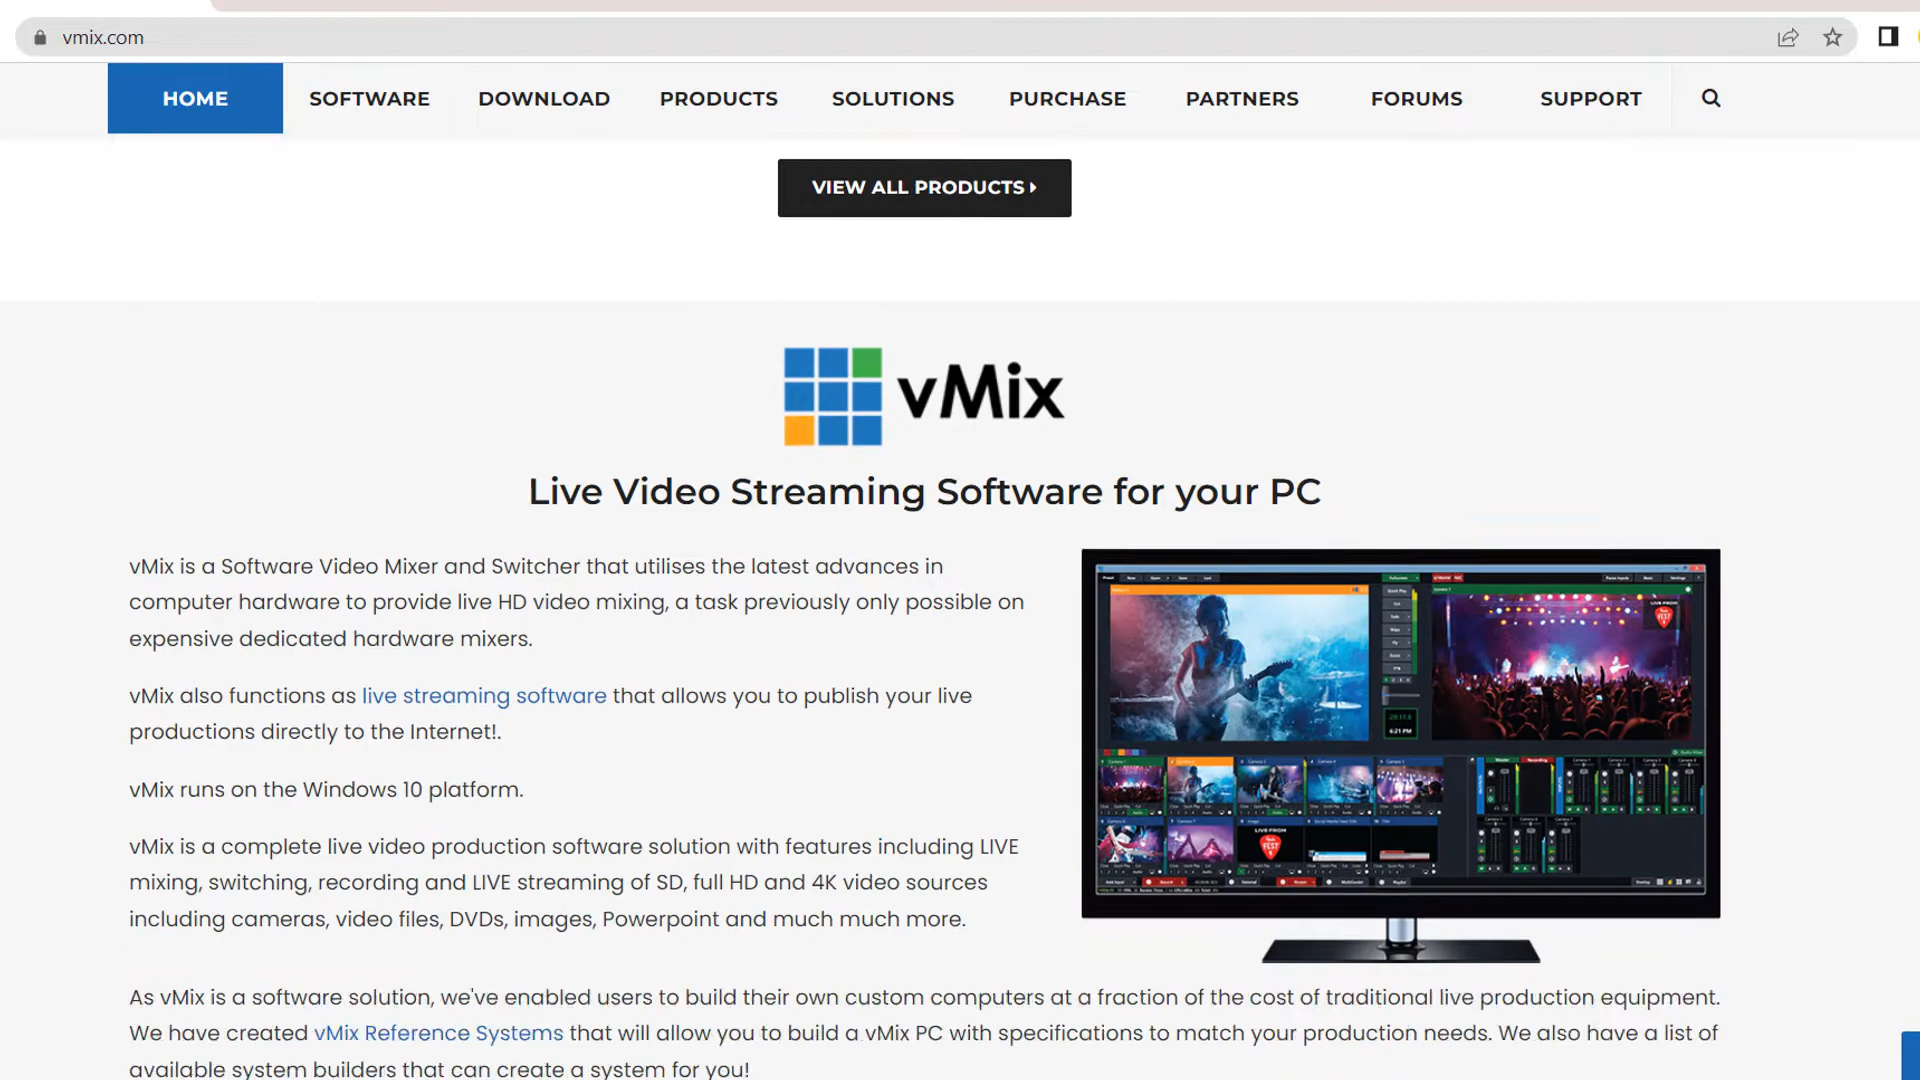 vmix.com
HOME
SOFTWARE
DOWNLOAD
PRODUCTS
SOLUTIONS
PURCHASE
PARTNERS
FORUMS
SUPPORT
VIEW ALL PRODUCTS
vMix
Live Video Streaming Software for your PC
vMix is a Software Video Mixer and Switcher that utilises the latest advances in
computer hardware to provide live HD video mixing, a task previously only possible on
expensive dedicated hardware mixers.
vMix also functions as live streaming software that allows you to publish your live
productions directly to the Internet!.
vMix runs on the Windows 10 platform.
vMix is a complete live video production software solution with features including LIVE
mixing, switching, recording and LIVE streaming of SD, full HD and 4K video sources
including cameras, video files, DVDs, images, Powerpoint and much much more.
LIVE FROM
6:21 PM
LIVE FROM
As vMix is a software solution, we've enabled users to build their own custom computers at a fraction of the cost of traditional live production equipment.
We have created vMix Reference Systems that will allow you to build a vMix PC with specifications to match your production needs. We also have a list of
available system builders that can create a system for you!